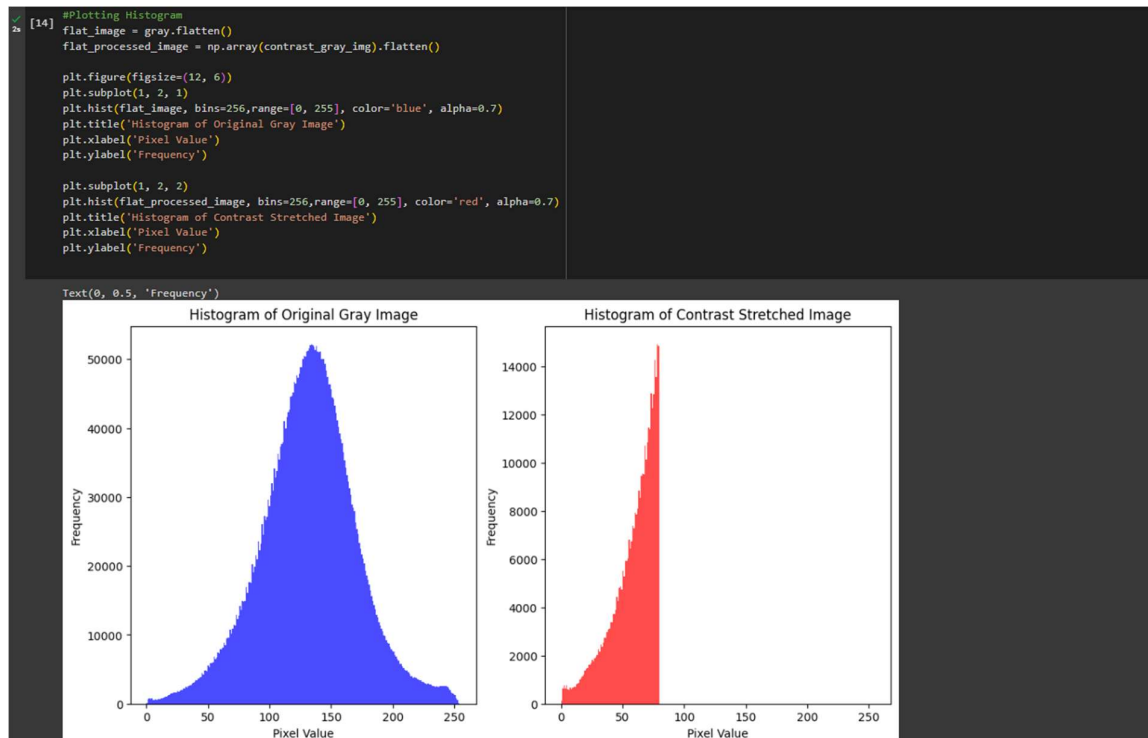 [14] #Plotting Histogram
2s
flat_image = gray.flatten()
flat_processed_image = np.array(contrast_gray_img).flatten()
plt.figure(figsize=(12, 6))
plt.subplot(1, 2, 1)
plt.hist(flat_image, bins=256,range=[0, 255], color='blue', alpha=0.7)
plt.title('Histogram of Original Gray Image')
plt.xlabel('Pixel Value')
plt.ylabel('Frequency')
plt.subplot(1, 2, 2)
plt.hist(flat_processed_image, bins=256,range=[0, 255], color='red', alpha=0.7)
plt.title('Histogram of Contrast Stretched Image')
plt.xlabel('Pixel Value')
plt.ylabel('Frequency')
Text(0, 0.5, 'Frequency')
Histogram of Original Gray Image
50000
40000
30000
20000
10000
0
Frequency
0 50 100 150 200 250
Pixel Value
Histogram of Contrast Stretched Image
14000
12000
10000
8000
6000
4000
2000
0
Frequency
0 50 100 150 200 250
Pixel Value